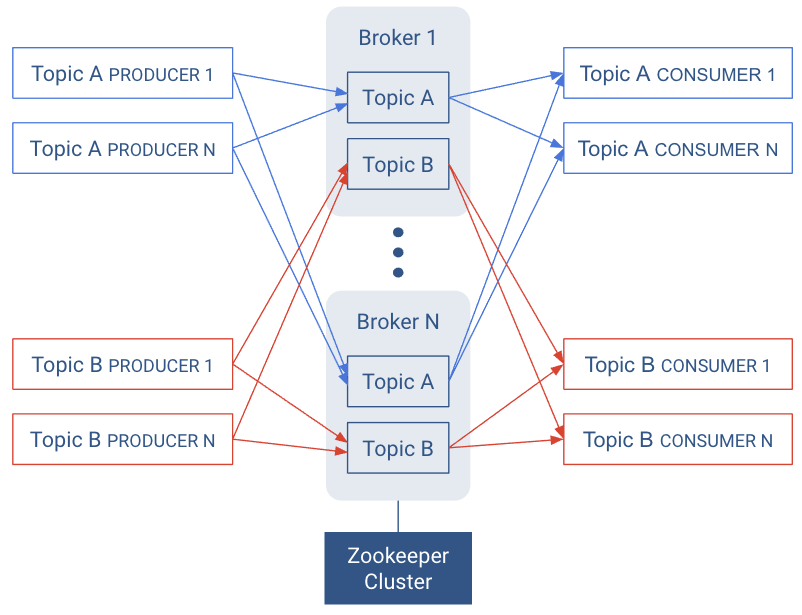 Broker 1
Topic A PRODUCER 1
Topic A
Topic A CONSUMER 1
Topic A PRODUCER N
Topic B
Topic A CONSUMER N
Broker N
Topic B PRODUCER 1
Topic A
Topic B CONSUMER 1
Topic B PRODUCER N
Topic B
Topic B CONSUMER N
Zookeeper
Cluster